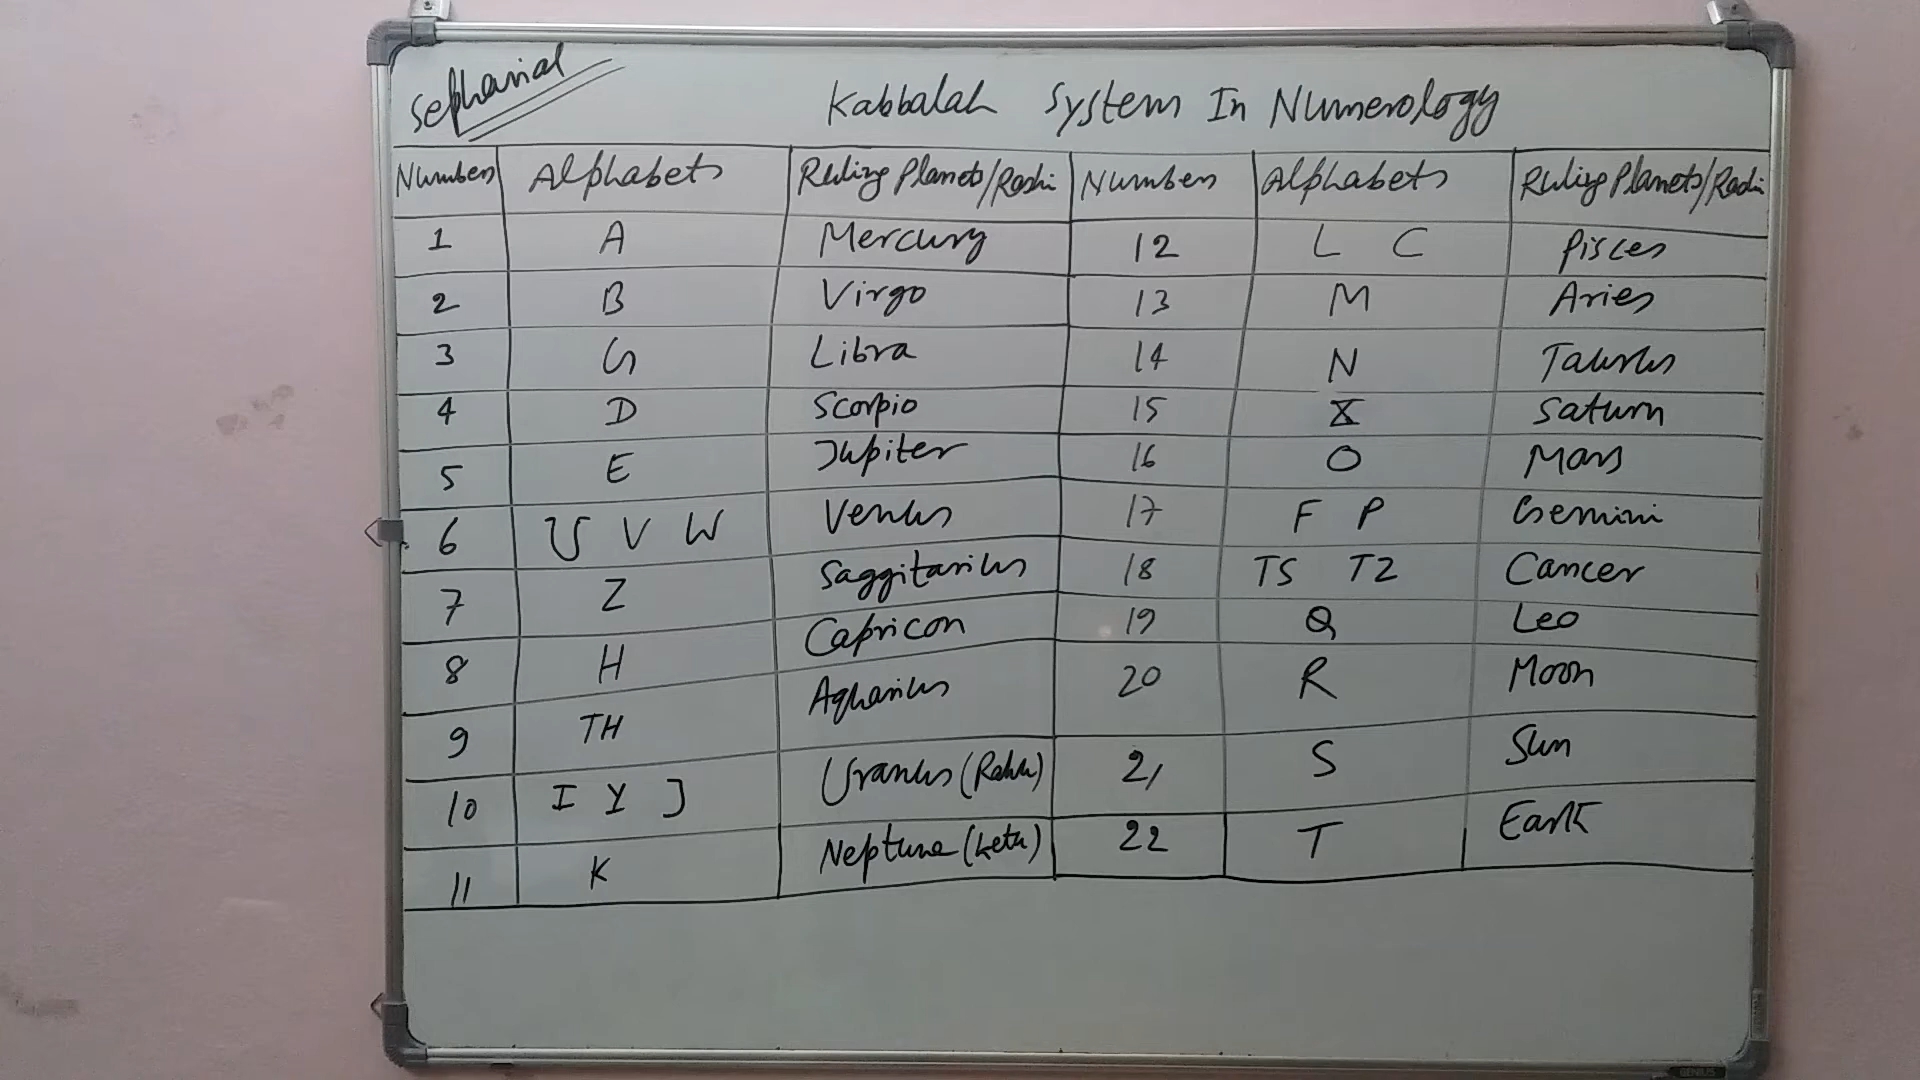 Sepharial
Kabbalah System In Numerology
Numbers Alphabets Ruling Planets/Rashi Numbers Alphabets Ruling Planets/Rashi
1 A Mercury 12 L C Pisces
2 B Virgo 13 M Aries
3 G Libra 14 N Taurus
4 D Scorpio 15 X Saturn
5 E Jupiter 16 O Mars
6 U V W Venus 17 F P Gemini
7 Z Saggitarius 18 TS TZ Cancer
8 H Capricon 19 Q Leo
9 TH Aquarius 20 R Moon
10 I Y J Uranus (Rahu) 21 S Sun
11 K Neptune (Ketu) 22 T Earth
GENIUS